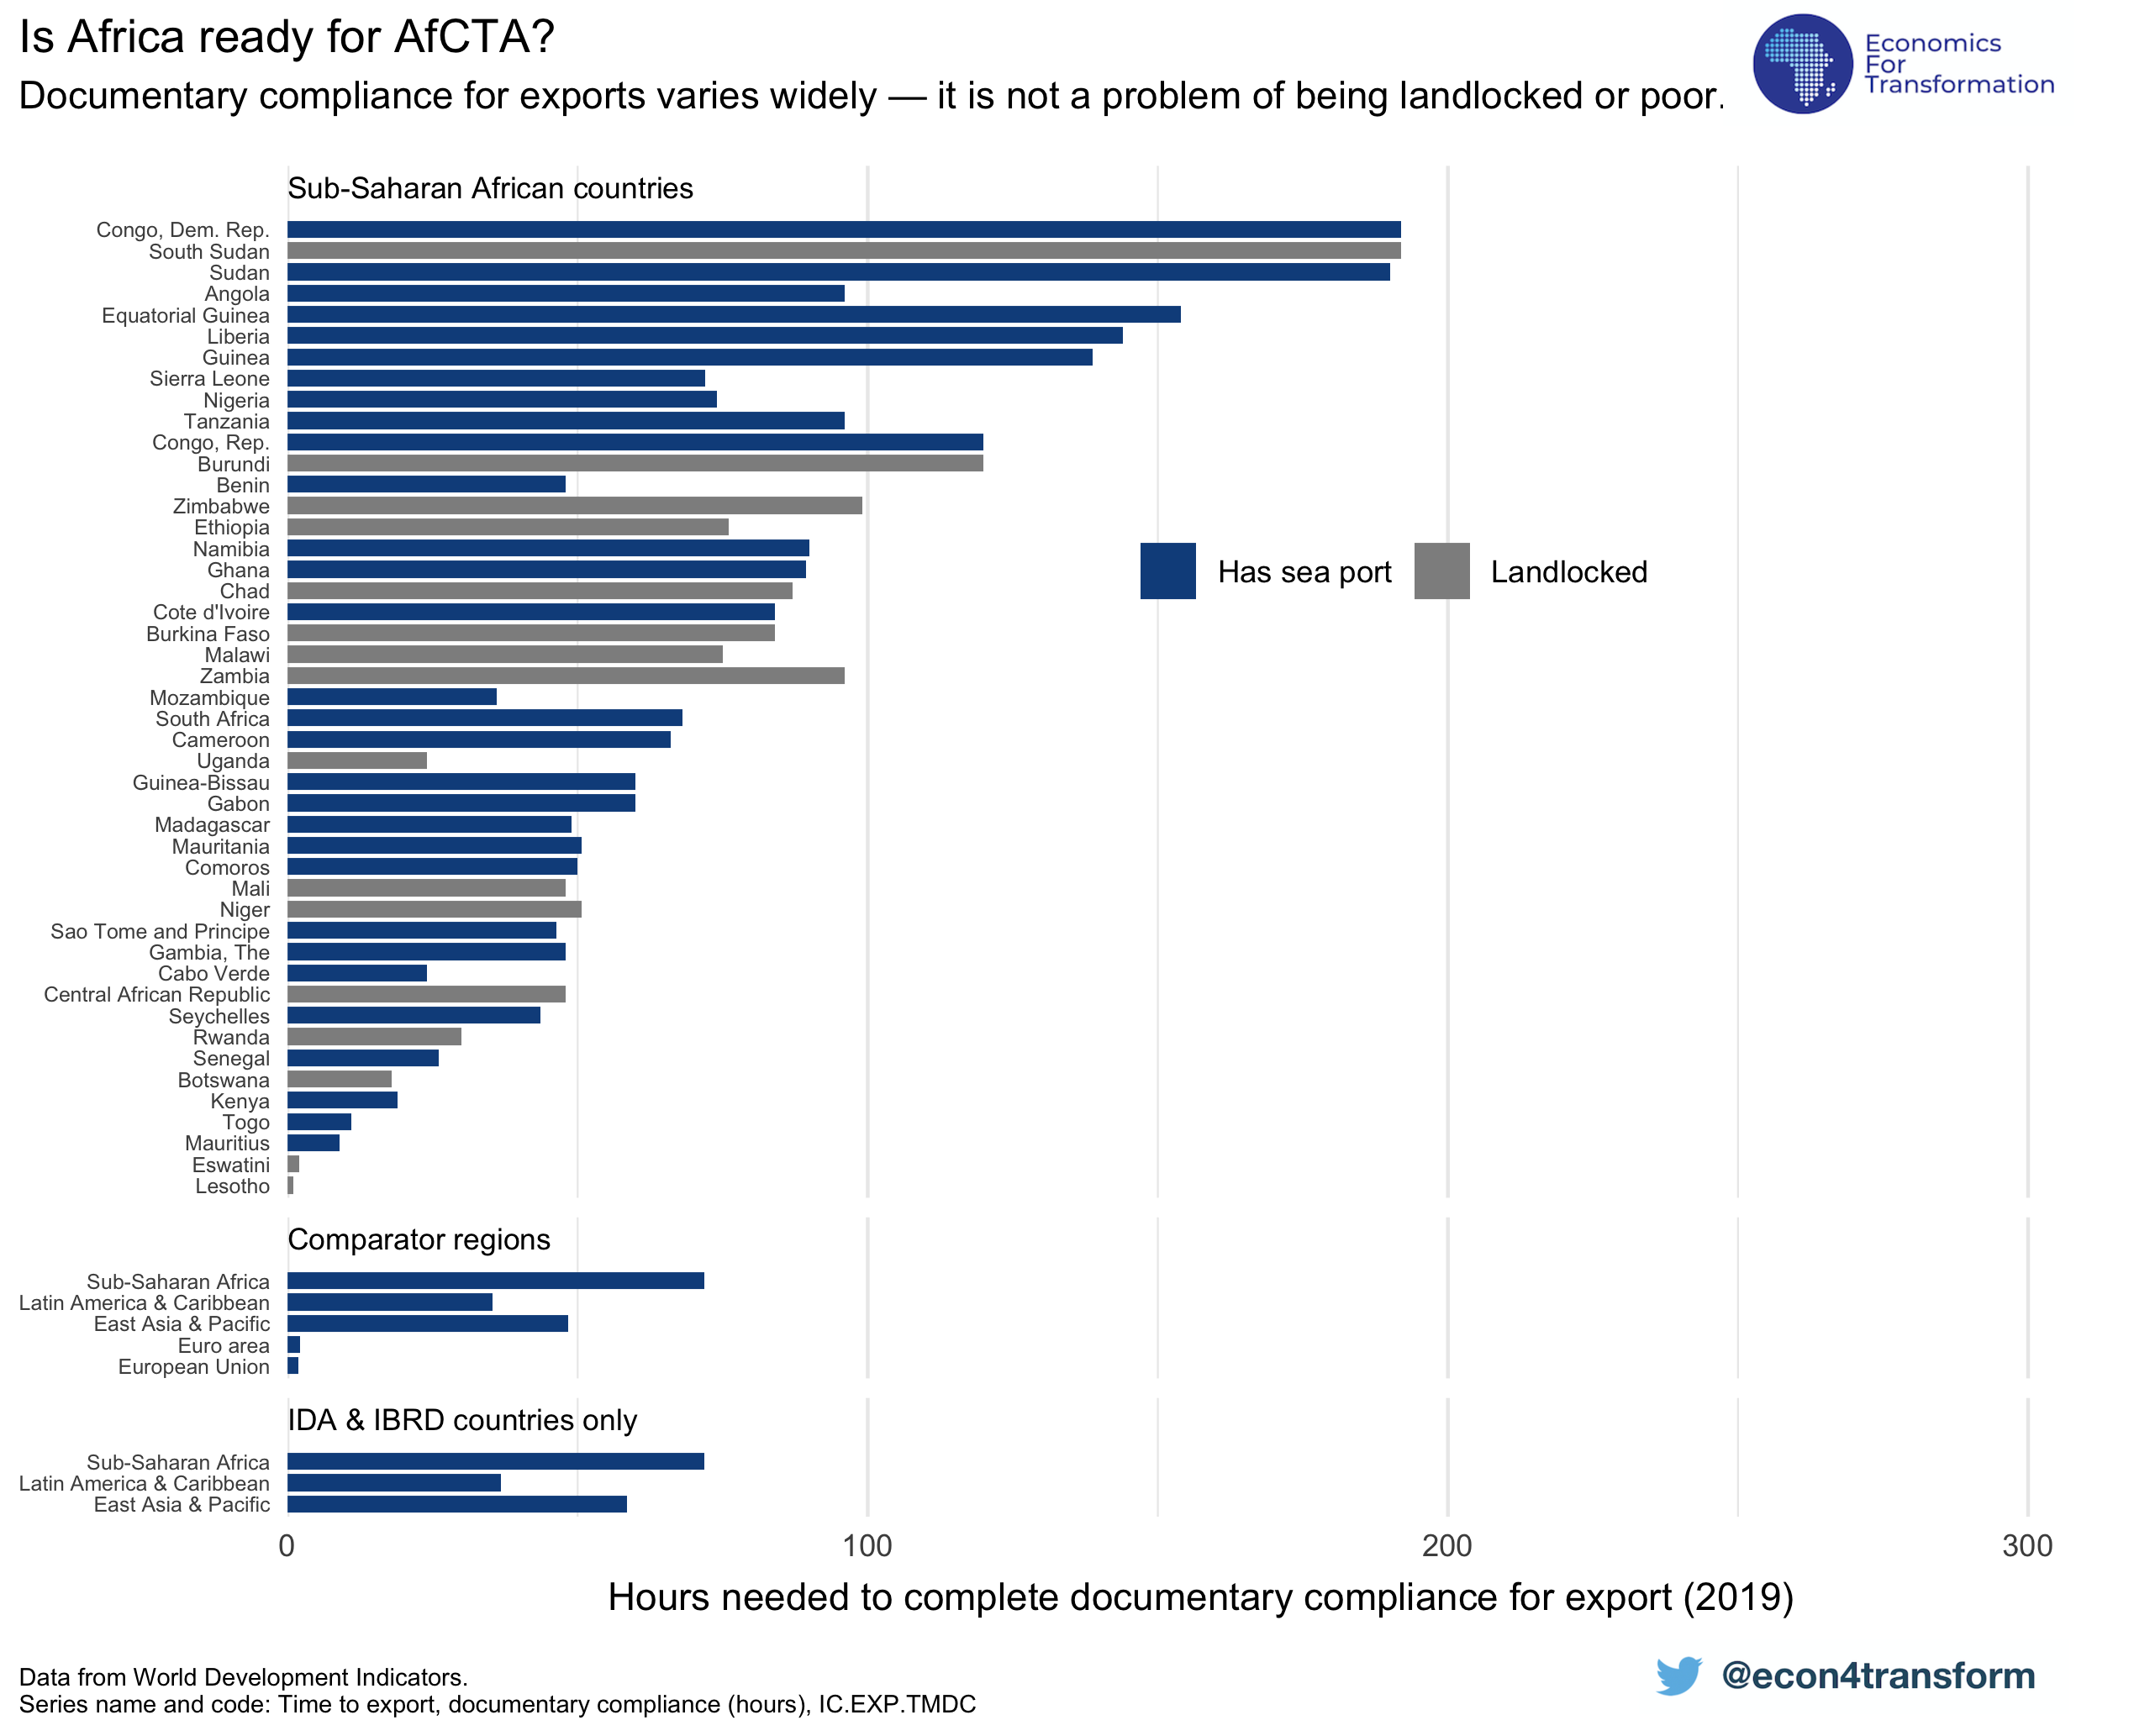 Is Africa ready for AfCTA?
Documentary compliance for exports varies widely — it is not a problem of being landlocked or poor.
Economics
For
Transformation
Sub-Saharan African countries
Congo, Dem. Rep.
South Sudan
Sudan
Angola
Equatorial Guinea
Liberia
Guinea
Sierra Leone
Nigeria
Tanzania
Congo, Rep.
Burundi
Benin
Zimbabwe
Ethiopia
Namibia
Ghana
Chad
Cote d'Ivoire
Burkina Faso
Malawi
Zambia
Mozambique
South Africa
Cameroon
Uganda
Guinea-Bissau
Gabon
Madagascar
Mauritania
Comoros
Mali
Niger
Sao Tome and Principe
Gambia, The
Cabo Verde
Central African Republic
Seychelles
Rwanda
Senegal
Botswana
Kenya
Togo
Mauritius
Eswatini
Lesotho
Has sea port
Landlocked
Comparator regions
Sub-Saharan Africa
Latin America & Caribbean
East Asia & Pacific
Euro area
European Union
IDA & IBRD countries only
Sub-Saharan Africa
Latin America & Caribbean
East Asia & Pacific
0 100 200 300
Hours needed to complete documentary compliance for export (2019)
Data from World Development Indicators.
Series name and code: Time to export, documentary compliance (hours), IC.EXP.TMDC
@econ4transform